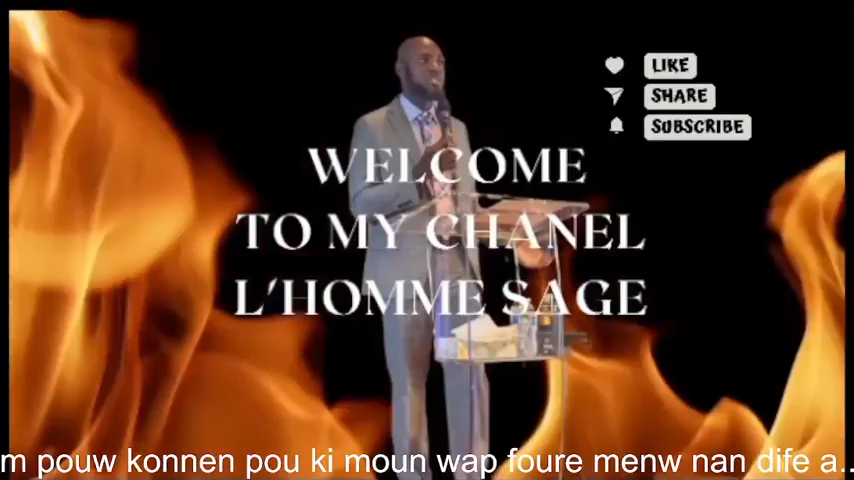 LIKE
SHARE
SUBSCRIBE
WELCOME
TO MY CHANEL
L'HOMME SAGE
m pouw konnen pou ki moun wap foure menw nan dife a...